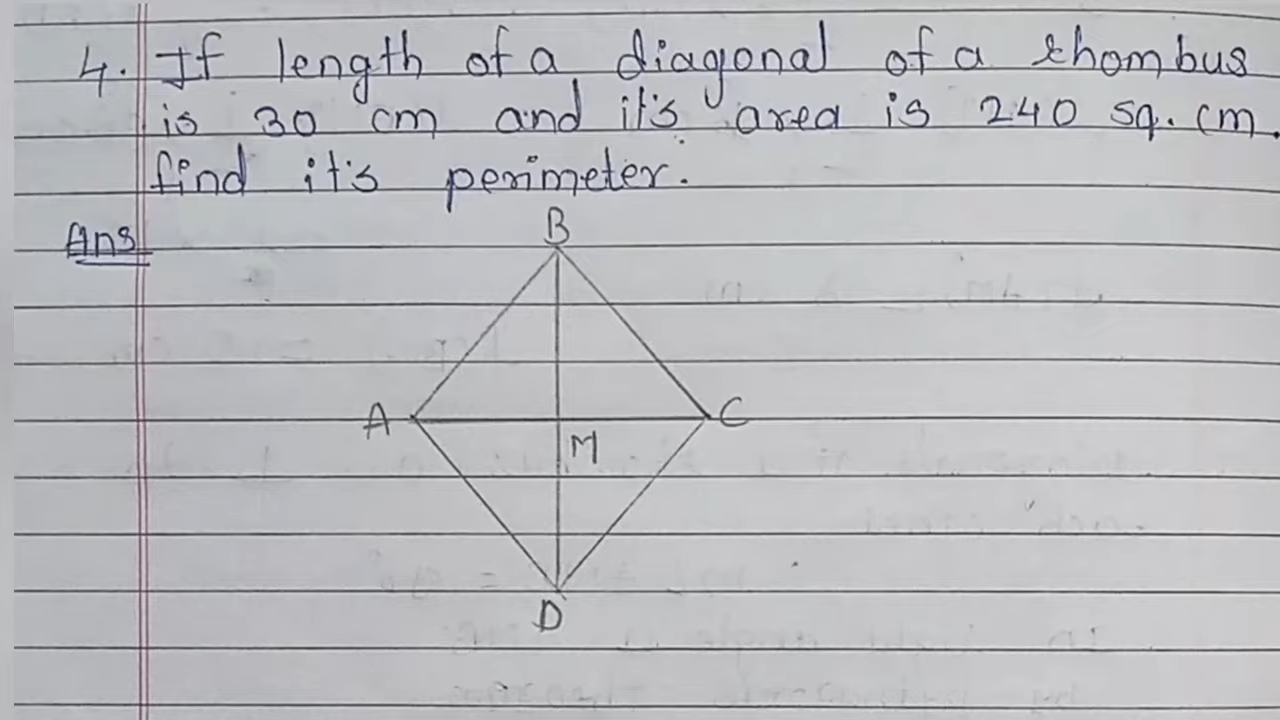 4. If length of a diagonal of a rhombus
is 30 cm and it's area is 240 sq. cm.
find it's perimeter.
Ans
B
A
C
M
D